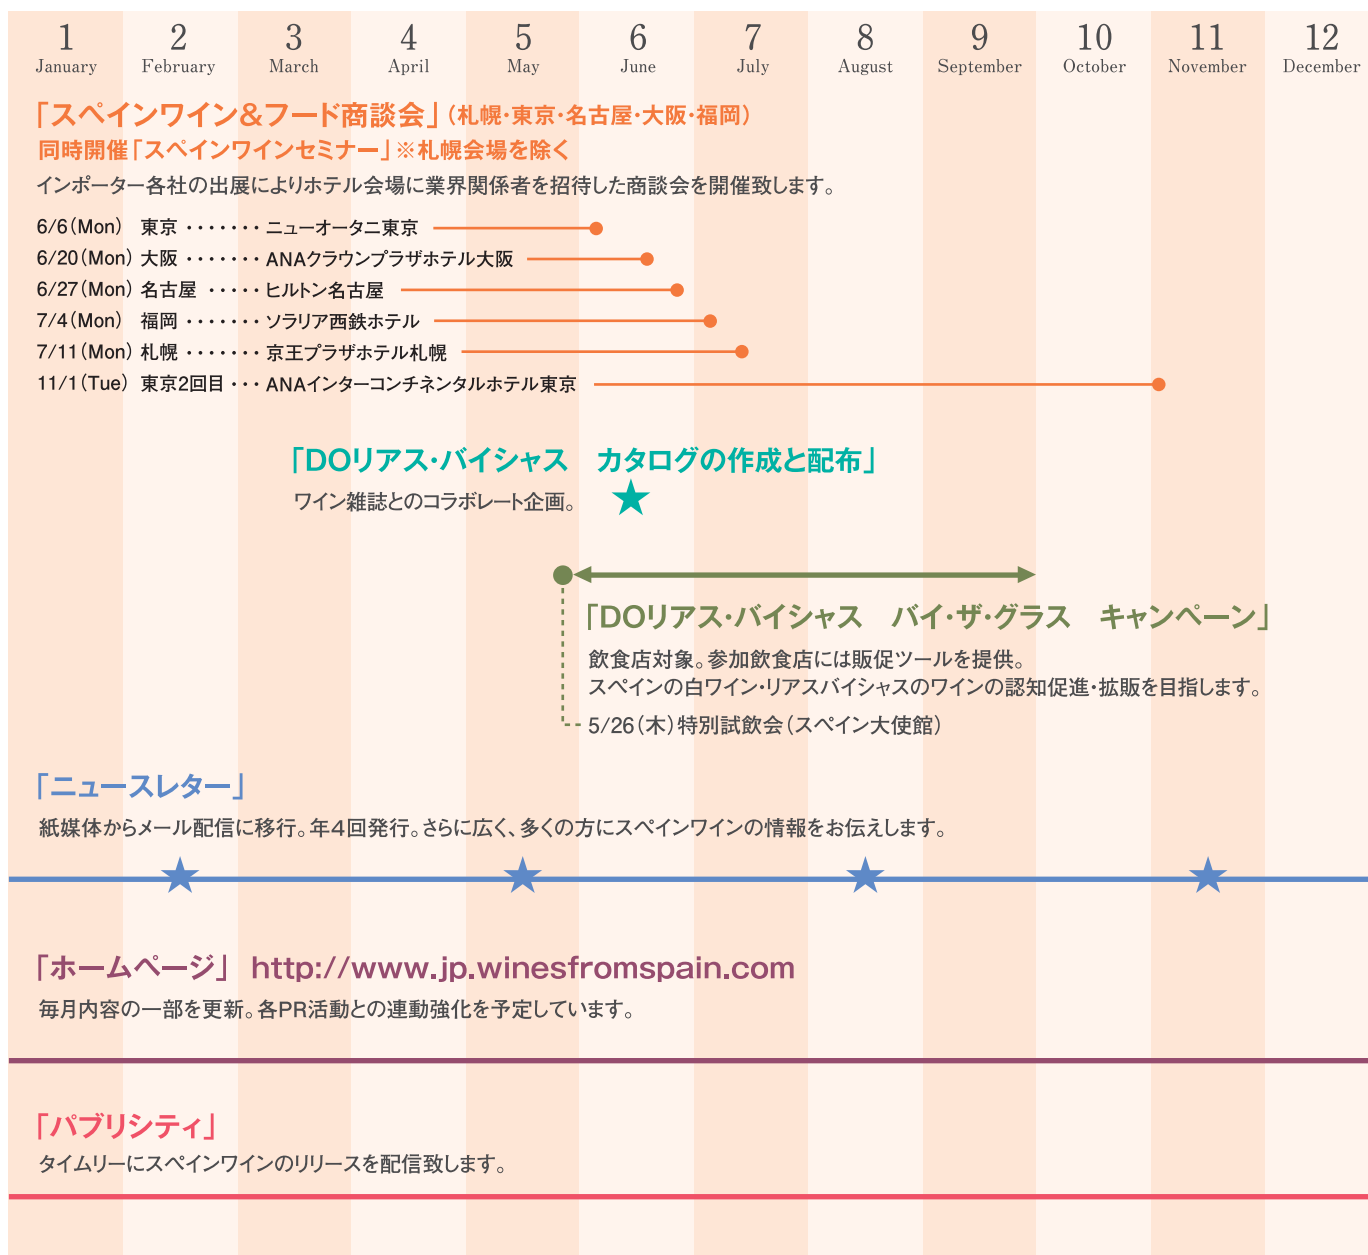 1 2 3 4 5 6 7 8 9 10 11 12
January February March April May June July August September October November December
「スペインワイン&フード商談会」（札幌・東京・名古屋・大阪・福岡）
同時開催「スペインワインセミナー」※札幌会場を除く
インポーター各社の出展によりホテル会場に業界関係者を招待した商談会を開催致します。
6/6（Mon） 東京 ・・・・・・・ ニューオータニ東京
6/20（Mon） 大阪 ・・・・・・・ ANAクラウンプラザホテル大阪
6/27（Mon） 名古屋 ・・・・・ ヒルトン名古屋
7/4（Mon） 福岡 ・・・・・・・ ソラリア西鉄ホテル
7/11（Mon） 札幌 ・・・・・・・ 京王プラザホテル札幌
11/1（Tue） 東京2回目 ・・・ ANAインターコンチネンタルホテル東京
「DOリアス・バイシャス　カタログの作成と配布」
ワイン雑誌とのコラボレート企画。
「DOリアス・バイシャス　バイ・ザ・グラス　キャンペーン」
飲食店対象。参加飲食店には販促ツールを提供。
スペインの白ワイン・リアスバイシャスのワインの認知促進・拡販を目指します。
5/26（木）特別試飲会（スペイン大使館）
「ニュースレター」
紙媒体からメール配信に移行。年4回発行。さらに広く、多くの方にスペインワインの情報をお伝えします。
「ホームページ」 http://www.jp.winesfromspain.com
毎月内容の一部を更新。各PR活動との連動強化を予定しています。
「パブリシティ」
タイムリーにスペインワインのリリースを配信致します。